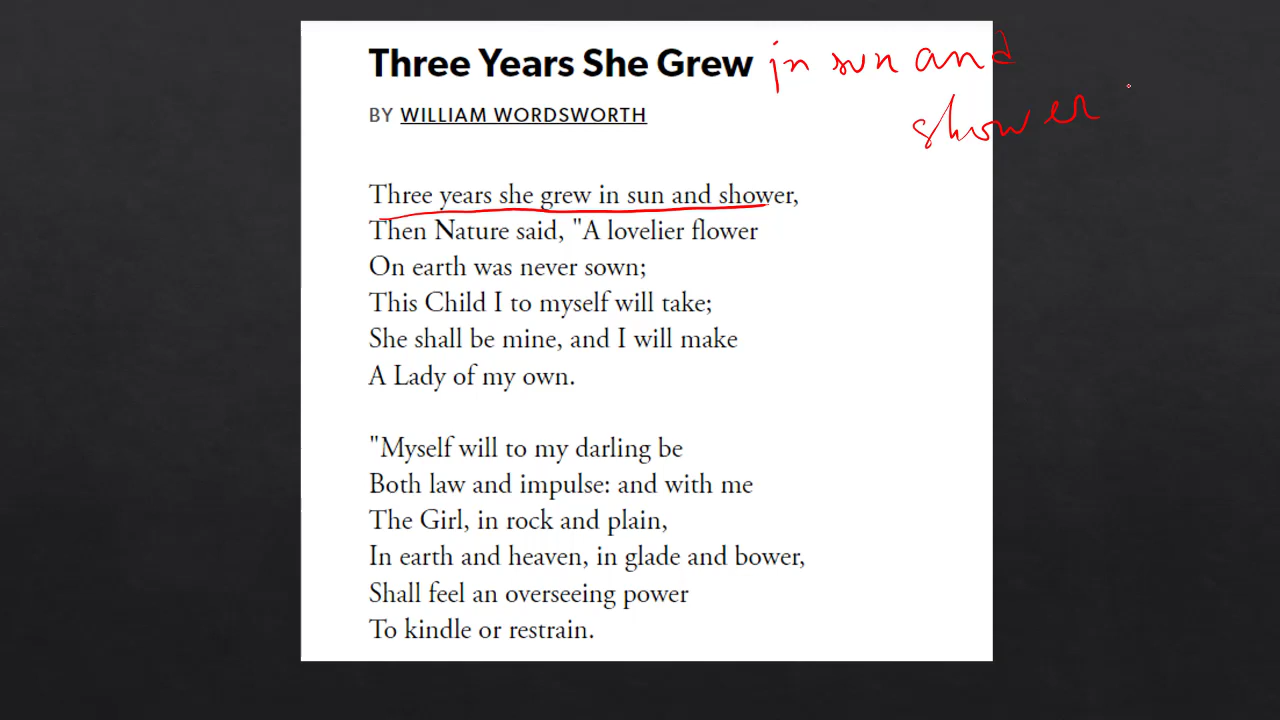 Three Years She Grew in sun and
shower
BY WILLIAM WORDSWORTH
Three years she grew in sun and shower,
Then Nature said, "A lovelier flower
On earth was never sown;
This Child I to myself will take;
She shall be mine, and I will make
A Lady of my own.
"Myself will to my darling be
Both law and impulse: and with me
The Girl, in rock and plain,
In earth and heaven, in glade and bower,
Shall feel an overseeing power
To kindle or restrain.